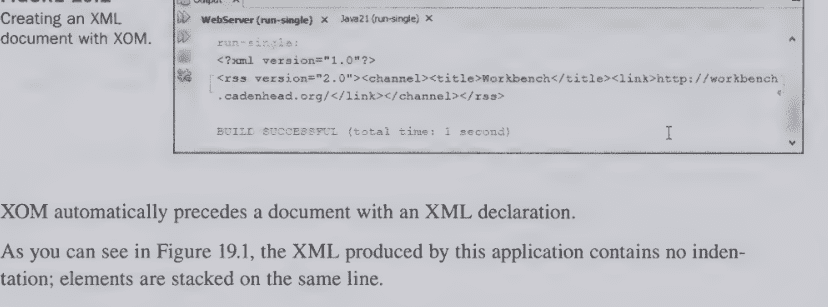 Creating an XML
document with XOM.
WebServer (run-single) × Java21 (run-single) ×
run-single:
<?xml version="1.0"?>
<rss version="2.0"><channel><title>Workbench</title><link>http://workbench
.cadenhead.org/</link></channel></rss>
BUILD SUCCESSFUL (total time: 1 second)
XOM automatically precedes a document with an XML declaration.
As you can see in Figure 19.1, the XML produced by this application contains no inden-
tation; elements are stacked on the same line.